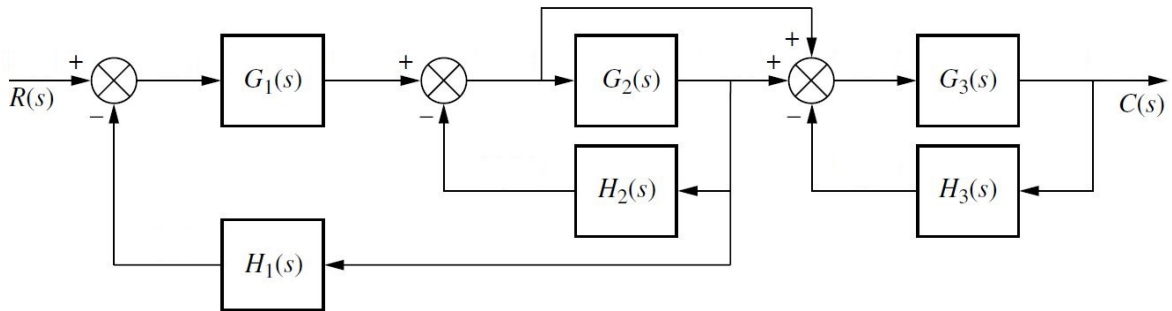 +
+
R(s)
+
G₁(s)
+
G₂(s)
+
G₃(s)
C(s)
−
−
−
H₂(s)
H₃(s)
H₁(s)